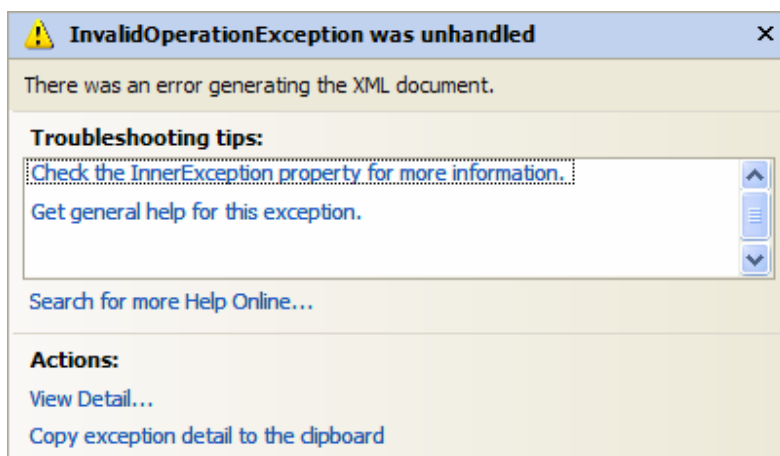 InvalidOperationException was unhandled
There was an error generating the XML document.
Troubleshooting tips:
Check the InnerException property for more information.
Get general help for this exception.
Search for more Help Online...
Actions:
View Detail...
Copy exception detail to the clipboard